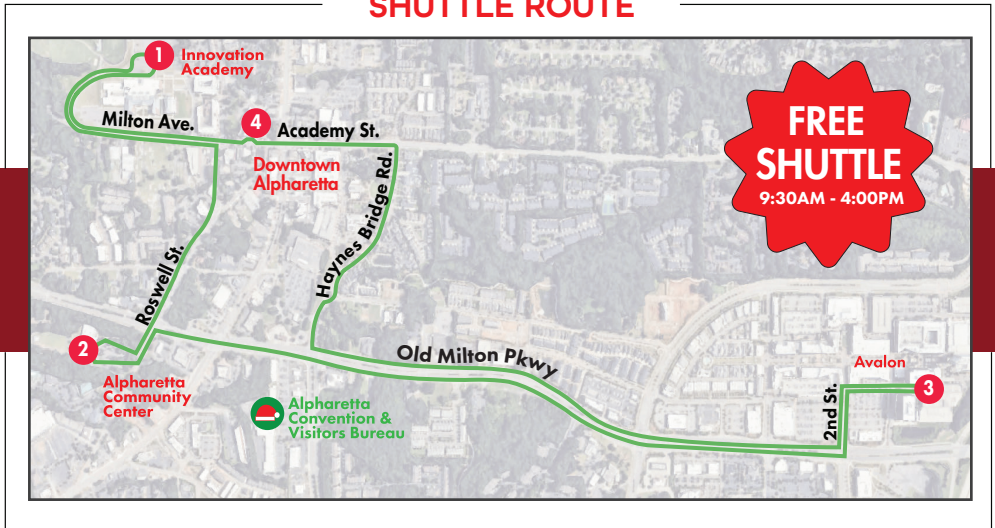 SHUTTLE ROUTE
1
Innovation
Academy
Milton Ave.
4
Academy St.
Downtown
Alpharetta
FREE
SHUTTLE
9:30AM - 4:00PM
Haynes Bridge Rd.
Roswell St.
2
Alpharetta
Community
Center
Old Milton Pkwy
Alpharetta
Convention &
Visitors Bureau
Avalon
3
2nd St.